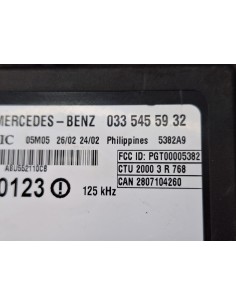 MERCEDES-BENZ 033 545 59 32
IC 05M05 26/02 24/02 Philippines 5382A9
FCC ID: PGT00005382
CTU 2000 3 R 768
CAN 2807104260
0123 125 kHz